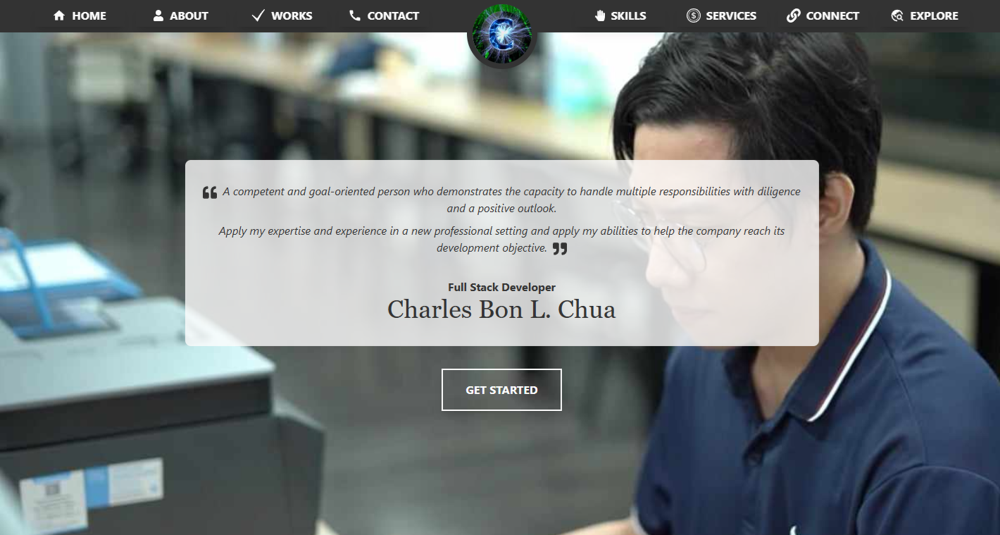 HOME ABOUT WORKS CONTACT SKILLS SERVICES CONNECT EXPLORE
❝ A competent and goal-oriented person who demonstrates the capacity to handle multiple responsibilities with diligence
and a positive outlook.
Apply my expertise and experience in a new professional setting and apply my abilities to help the company reach its
development objective. ❞
Full Stack Developer
Charles Bon L. Chua
GET STARTED